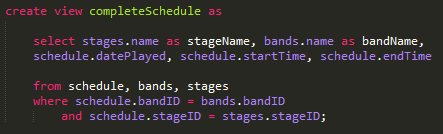 create view completeSchedule as
select stages.name as stageName, bands.name as bandName,
schedule.datePlayed, schedule.startTime, schedule.endTime
from schedule, bands, stages
where schedule.bandID = bands.bandID
and schedule.stageID = stages.stageID;